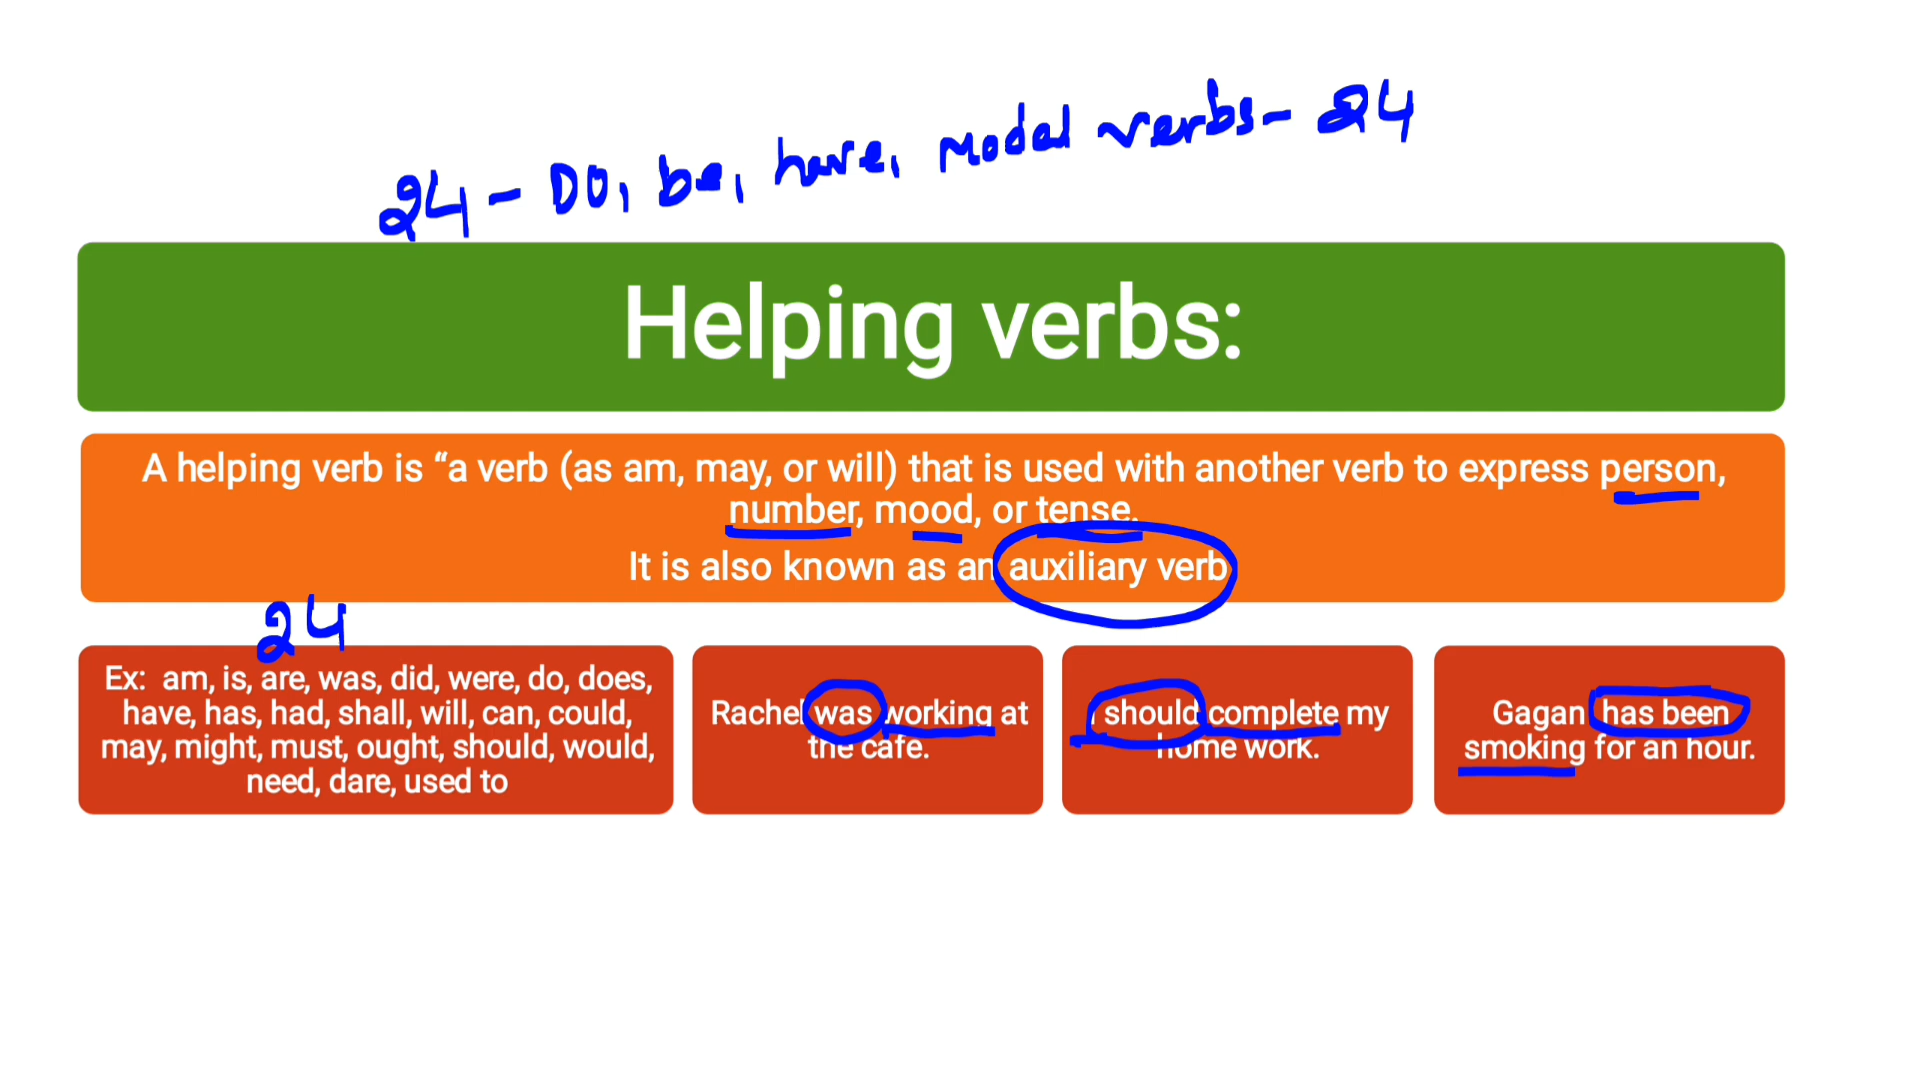 24 - DO, be, have, modal verbs - 24
Helping verbs:
A helping verb is “a verb (as am, may, or will) that is used with another verb to express person,
number, mood, or tense.
It is also known as an auxiliary verb
24
Ex: am, is, are, was, did, were, do, does,
have, has, had, shall, will, can, could,
may, might, must, ought, should, would,
need, dare, used to
Rachel was working at
the cafe.
I should complete my
home work.
Gagan has been
smoking for an hour.